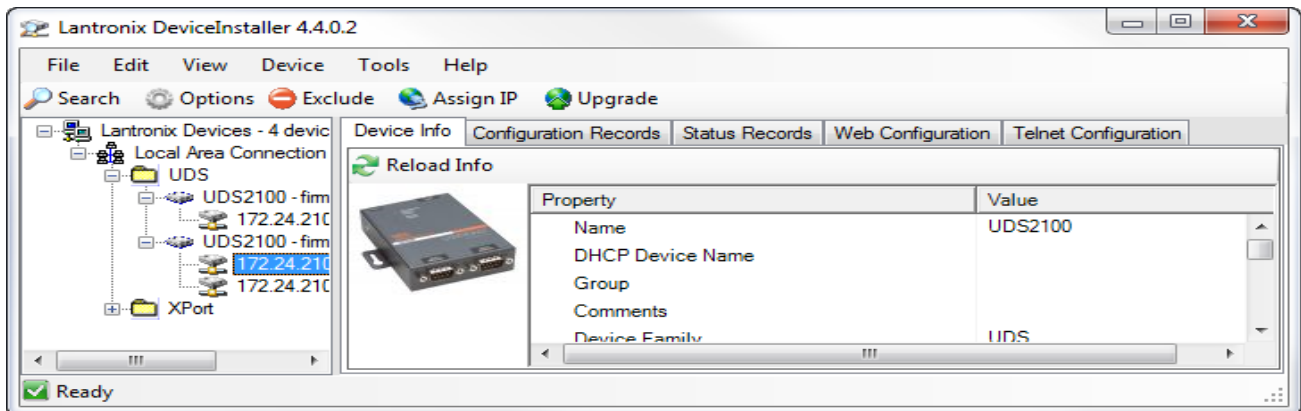 Lantronix DeviceInstaller 4.4.0.2
File Edit View Device Tools Help
Search Options Exclude Assign IP Upgrade
Lantronix Devices - 4 devic
Local Area Connection
UDS
UDS2100 - firm
172.24.210
UDS2100 - firm
172.24.210
172.24.210
XPort
Device Info Configuration Records Status Records Web Configuration Telnet Configuration
Reload Info
Property Value
Name UDS2100
DHCP Device Name
Group
Comments
Device Family UDS
Ready